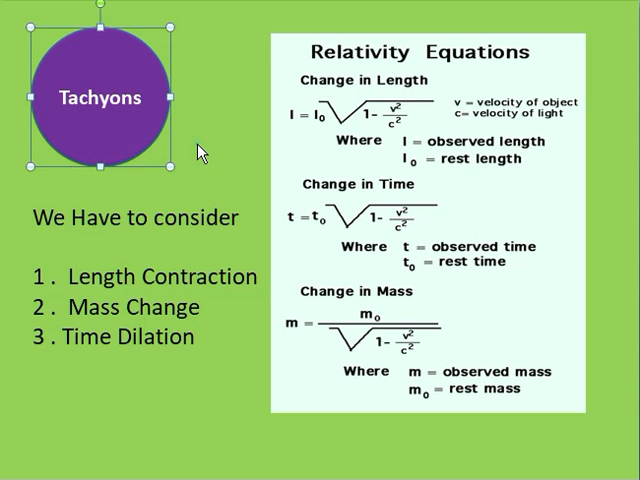 Tachyons
We Have to consider
1 .  Length Contraction
2 .  Mass Change
3 . Time Dilation
Relativity Equations
Change in Length
l = l₀ √ 1- v²/c²
v = velocity of object
c= velocity of light
Where l = observed length
l₀ = rest length
Change in Time
t = t₀ √ 1- v²/c²
Where t = observed time
t₀ = rest time
Change in Mass
m = m₀ / √ 1- v²/c²
Where m = observed mass
m₀ = rest mass